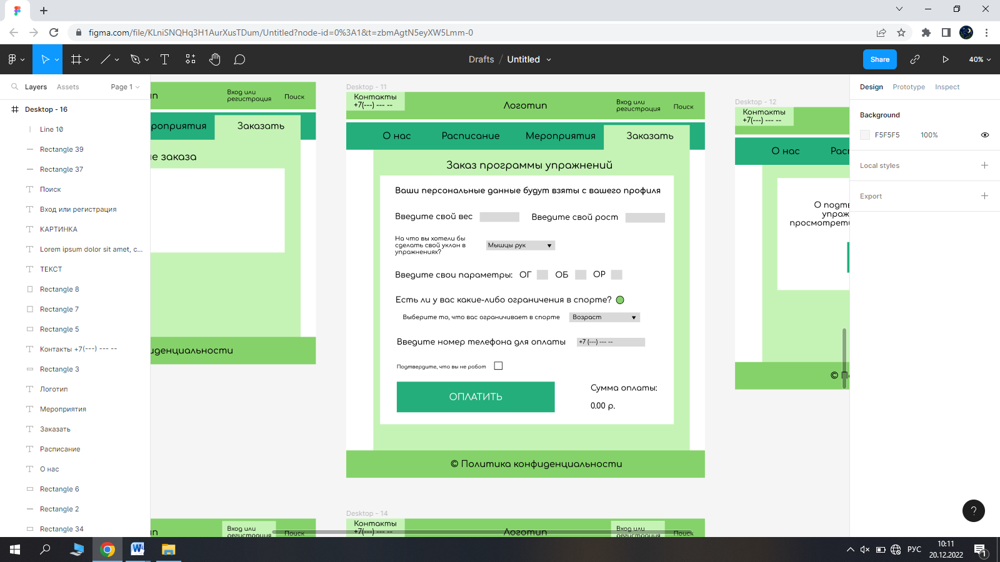 figma.com/file/KLniSNQHq3H1AurXusTDum/Untitled?node-id=0%3A1&t=zbmAgtN5eyXW5Lmm-0
Drafts / Untitled
Share
40%
Layers
Assets
Page 1
Desktop - 16
Line 10
Rectangle 39
Rectangle 37
Поиск
Вход или регистрация
КАРТИНКА
Lorem ipsum dolor sit amet, c...
ТЕКСТ
Rectangle 8
Rectangle 7
Rectangle 5
Контакты +7(---) --- --
Rectangle 3
Логотип
Мероприятия
Заказать
Расписание
О нас
Rectangle 6
Rectangle 2
Rectangle 34
ип
Вход или
регистрация
Поиск
роприятия
Заказать
ие заказа
иденциальности
Desktop - 11
Контакты
+7(---) --- --
Логотип
Вход или
регистрация
Поиск
О нас
Расписание
Мероприятия
Заказать
Заказ программы упражнений
Ваши персональные данные будут взяты с вашего профиля
Введите свой вес
Введите свой рост
На что вы хотели бы
сделать свой уклон в
упражнениях?
Мышцы рук
Введите свои параметры:
ОГ
ОБ
ОР
Есть ли у вас какие-либо ограничения в спорте?
Выберите то, что вас ограничивает в спорте
Возраст
Введите номер телефона для оплаты
+7 (---) --- --
Подтвердите, что вы не робот
ОПЛАТИТЬ
Сумма оплаты:
0,00 р.
© Политика конфиденциальности
Desktop - 12
Контакты
+7(---) --- --
О нас
Расп
О подтв
упраж
просмотреть
© По
ип
Вход или
регистрация
Поиск
Desktop - 14
Контакты
+7(---) --- --
Логотип
Вход или
регистрация
Поиск
Design
Prototype
Inspect
Background
F5F5F5
100%
Local styles
Export
?
РУС
10:11
20.12.2022
1